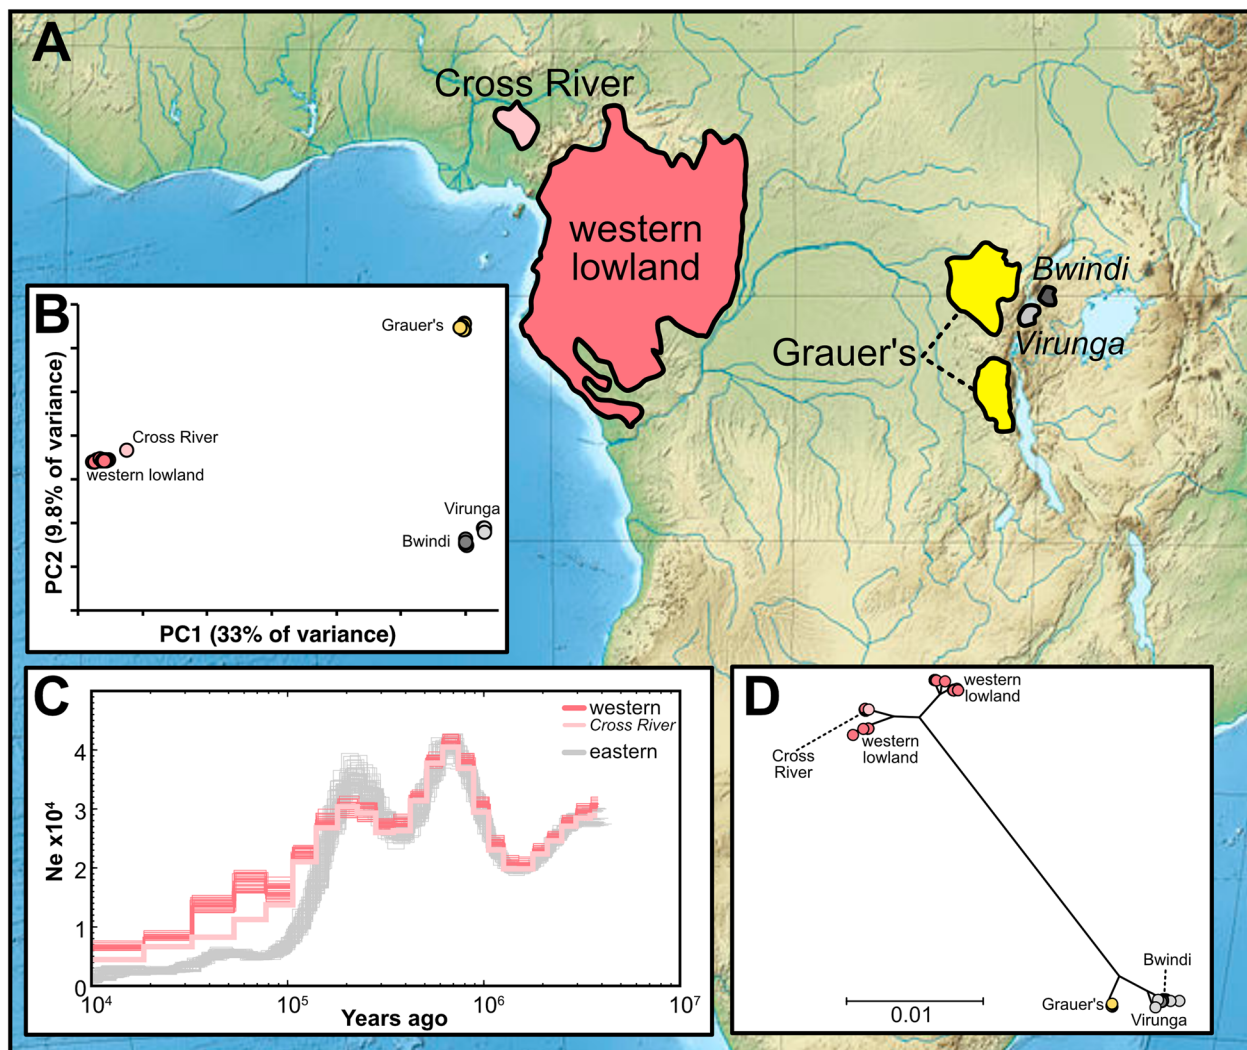 A
Cross River
western
lowland
Bwindi
Virunga
Grauer's
B
Grauer's
Cross River
western lowland
Virunga
Bwindi
PC2 (9.8% of variance)
PC1 (33% of variance)
C
western
Cross River
eastern
4
3
2
1
0
Ne x10⁴
10⁴
10⁵
10⁶
10⁷
Years ago
D
western
lowland
Cross
River
western
lowland
Bwindi
Grauer's
Virunga
0.01